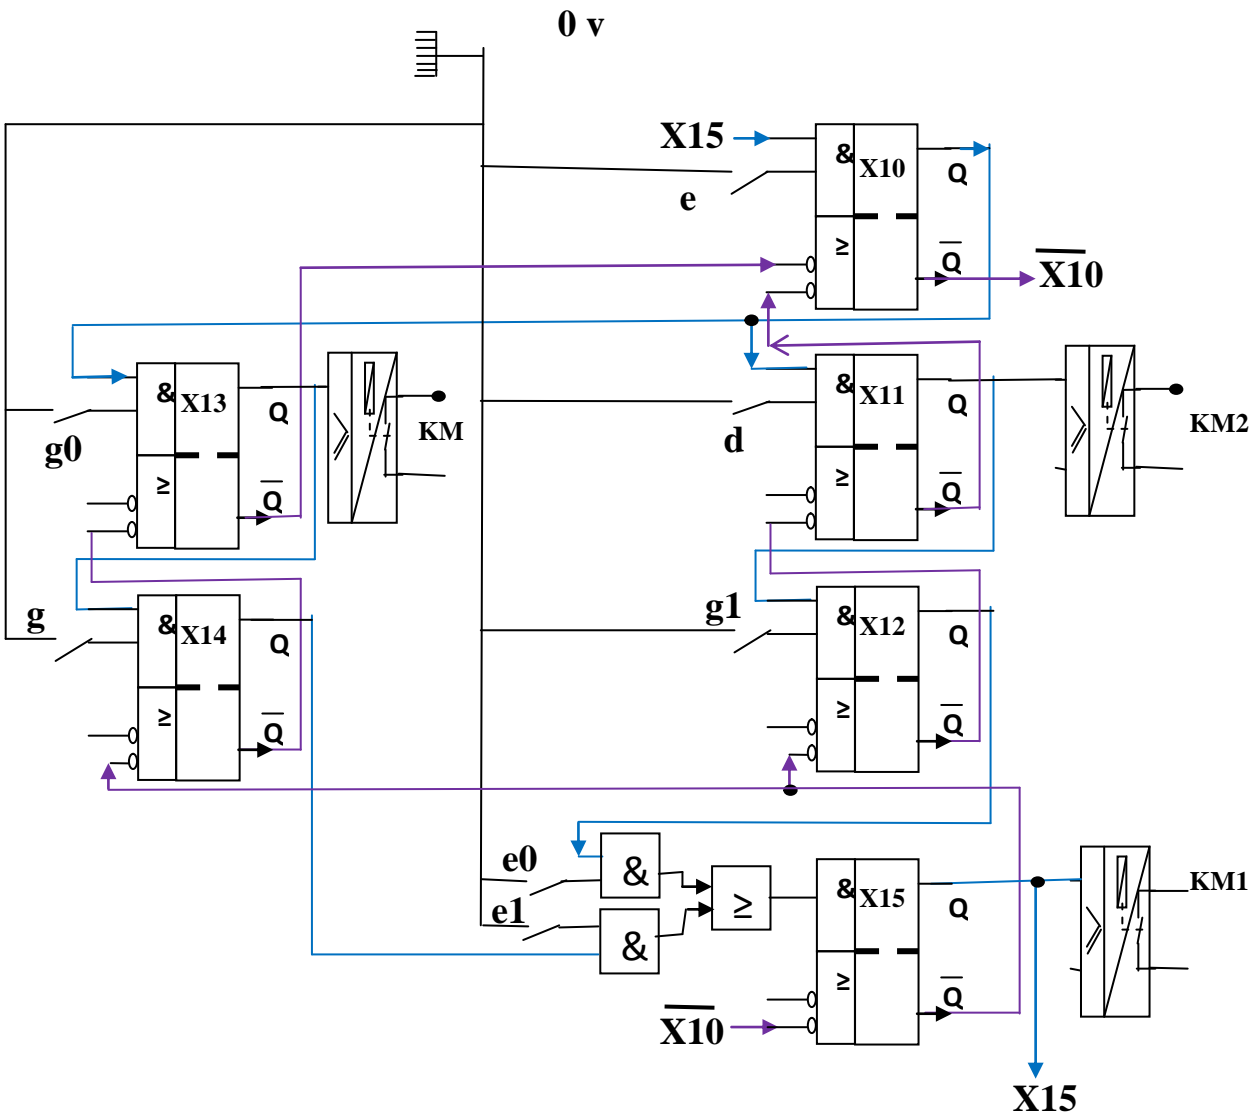 0 v
X15
&
X10
Q
e
≥
Q
X10
&
X13
Q
KM
g0
≥
Q
&
X11
Q
KM2
d
≥
Q
g
&
X14
Q
≥
Q
g1
&
X12
Q
≥
Q
e0
&
e1
&
≥
&
X15
Q
KM1
≥
Q
X10
X15